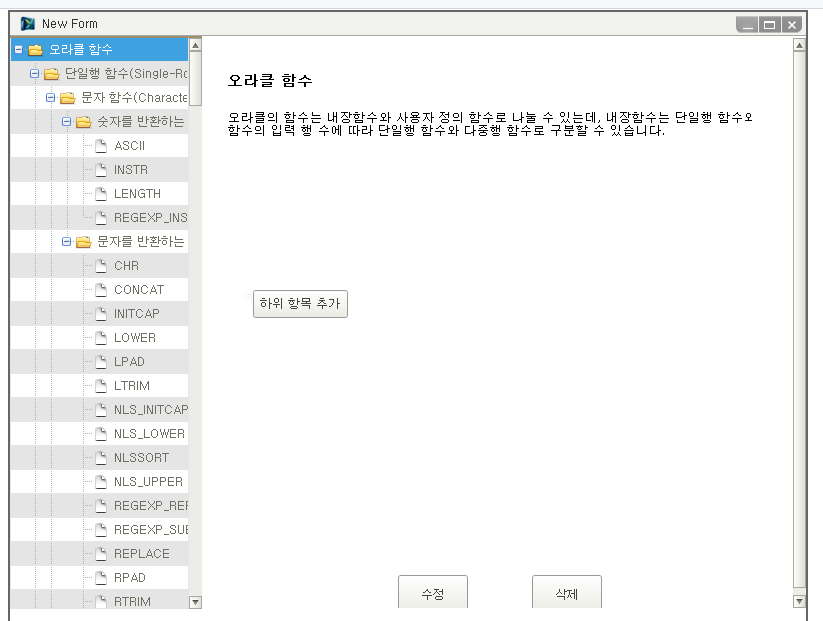 New Form
오라클 함수
단일행 함수(Single-Ro
문자 함수(Characte
숫자를 반환하는
ASCII
INSTR
LENGTH
REGEXP_INS
문자를 반환하는
CHR
CONCAT
INITCAP
LOWER
LPAD
LTRIM
NLS_INITCAP
NLS_LOWER
NLSSORT
NLS_UPPER
REGEXP_REF
REGEXP_SUE
REPLACE
RPAD
RTRIM
오라클 함수
오라클의 함수는 내장함수와 사용자 정의 함수로 나눌 수 있는데, 내장함수는 단일행 함수오
함수의 입력 행 수에 따라 단일행 함수와 다중행 함수로 구분할 수 있습니다.
하위 항목 추가
수정
삭제